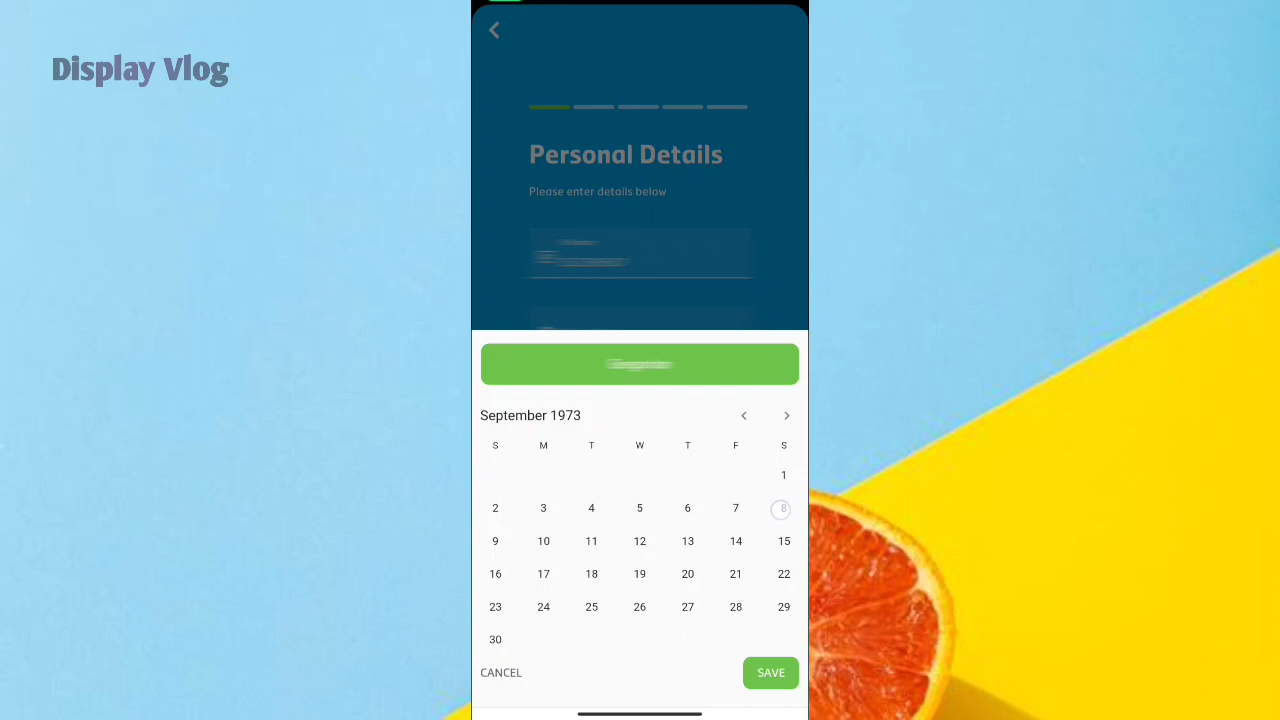 Display Vlog
Personal Details
Please enter details below
September 1973
S M T W T F S
1
2 3 4 5 6 7 8
9 10 11 12 13 14 15
16 17 18 19 20 21 22
23 24 25 26 27 28 29
30
CANCEL SAVE